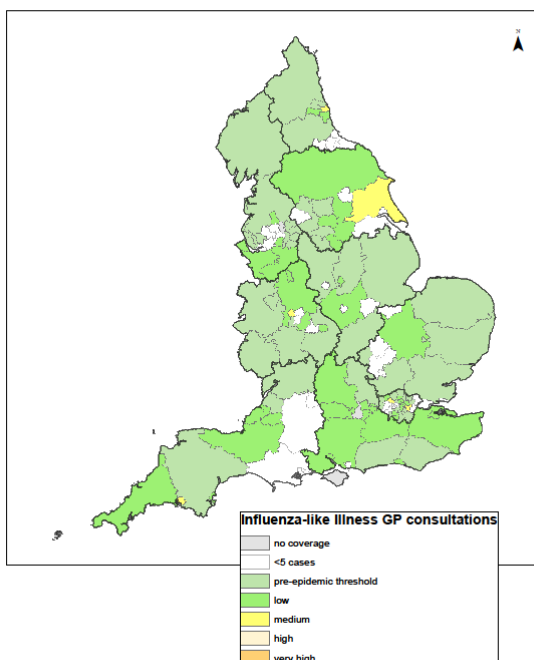 Influenza-like Illness GP consultations
no coverage
<5 cases
pre-epidemic threshold
low
medium
high
very high